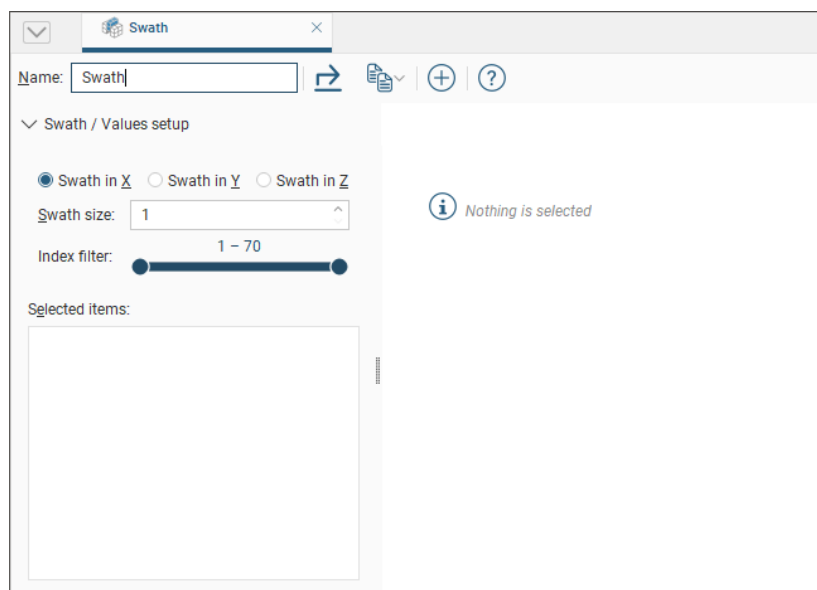 Swath
Name: Swath
Swath / Values setup
Swath in X Swath in Y Swath in Z
Swath size: 1
Index filter: 1 – 70
Selected items:
Nothing is selected